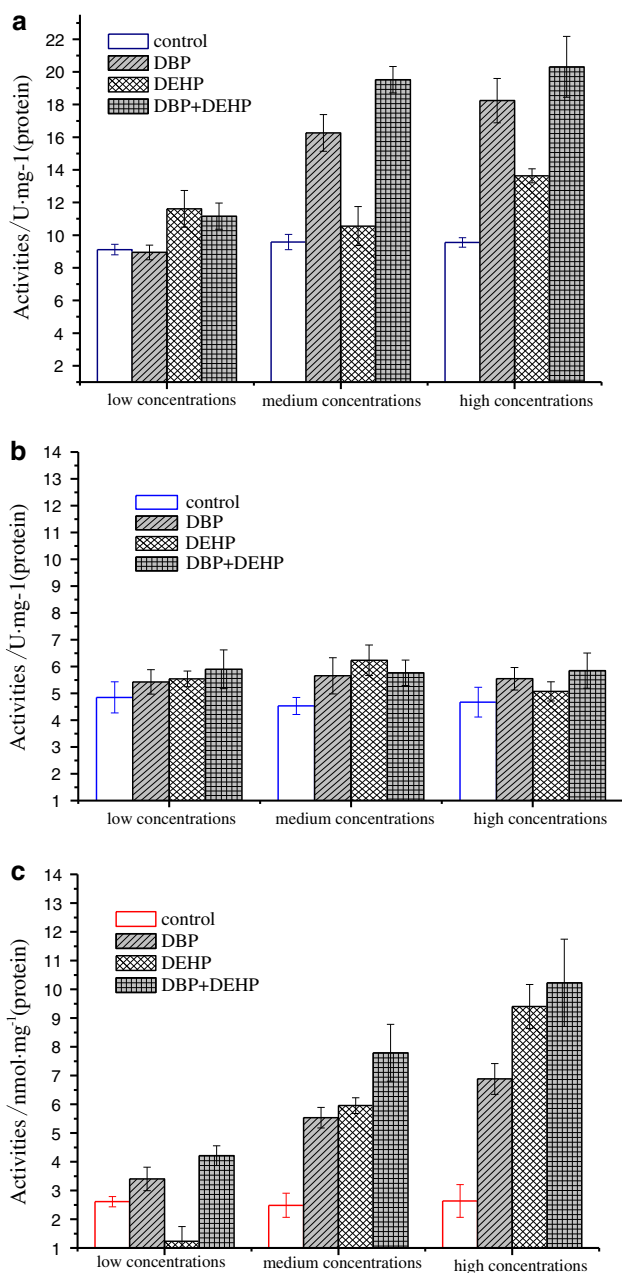 a
22
20
18
16
14
12
10
8
6
4
2
Activities/U·mg-1(protein)
control
DBP
DEHP
DBP+DEHP
low concentrations
medium concentrations
high concentrations
b
14
13
12
11
10
9
8
7
6
5
4
3
2
1
Activities/U·mg-1(protein)
control
DBP
DEHP
DBP+DEHP
low concentrations
medium concentrations
high concentrations
c
14
13
12
11
10
9
8
7
6
5
4
3
2
1
Activities/nmol·mg⁻¹(protein)
control
DBP
DEHP
DBP+DEHP
low concentrations
medium concentrations
high concentrations